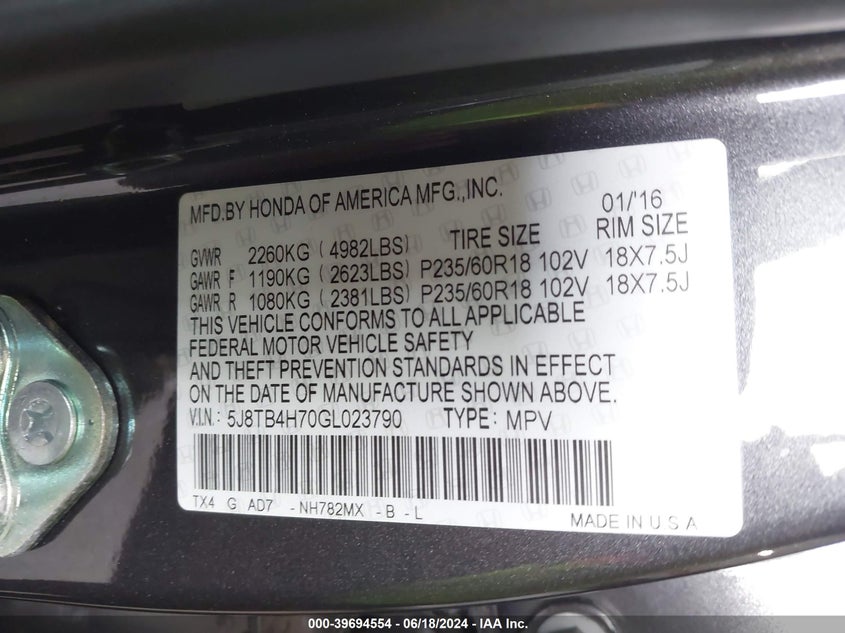 MFD.BY HONDA OF AMERICA MFG.,INC. 01/'16
GVWR 2260KG ( 4982LBS) TIRE SIZE RIM SIZE
GAWR F 1190KG ( 2623LBS) P235/60R18 102V 18X7.5J
GAWR R 1080KG ( 2381LBS) P235/60R18 102V 18X7.5J
THIS VEHICLE CONFORMS TO ALL APPLICABLE
FEDERAL MOTOR VEHICLE SAFETY
AND THEFT PREVENTION STANDARDS IN EFFECT
ON THE DATE OF MANUFACTURE SHOWN ABOVE.
V.I.N.: 5J8TB4H70GL023790 TYPE: MPV
TX4 G AD7 -NH782MX -B -L
MADE IN U S A
000-39694554 / 06/18/2024 - IAA Inc.